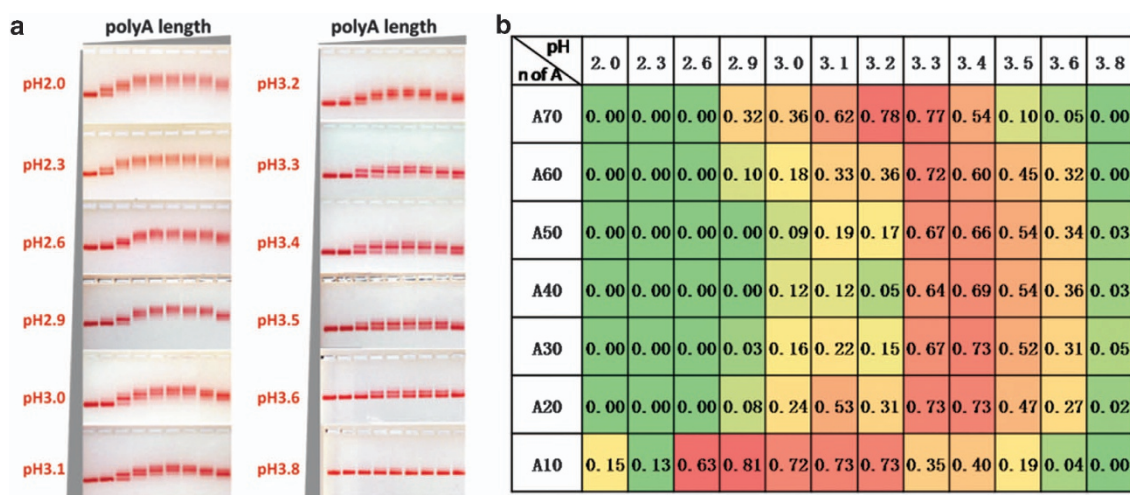 a
polyA length
polyA length
pH2.0
pH3.2
pH2.3
pH3.3
pH2.6
pH3.4
pH2.9
pH3.5
pH3.0
pH3.6
pH3.1
pH3.8
b
pH
n of A
2.0 2.3 2.6 2.9 3.0 3.1 3.2 3.3 3.4 3.5 3.6 3.8
A70 0.00 0.00 0.00 0.32 0.36 0.62 0.78 0.77 0.54 0.10 0.05 0.00
A60 0.00 0.00 0.00 0.10 0.18 0.33 0.36 0.72 0.60 0.45 0.32 0.00
A50 0.00 0.00 0.00 0.00 0.09 0.19 0.17 0.67 0.66 0.54 0.34 0.03
A40 0.00 0.00 0.00 0.00 0.12 0.12 0.05 0.64 0.69 0.54 0.36 0.03
A30 0.00 0.00 0.00 0.03 0.16 0.22 0.15 0.67 0.73 0.52 0.31 0.05
A20 0.00 0.00 0.00 0.08 0.24 0.53 0.31 0.73 0.73 0.47 0.27 0.02
A10 0.15 0.13 0.63 0.81 0.72 0.73 0.73 0.35 0.40 0.19 0.04 0.00